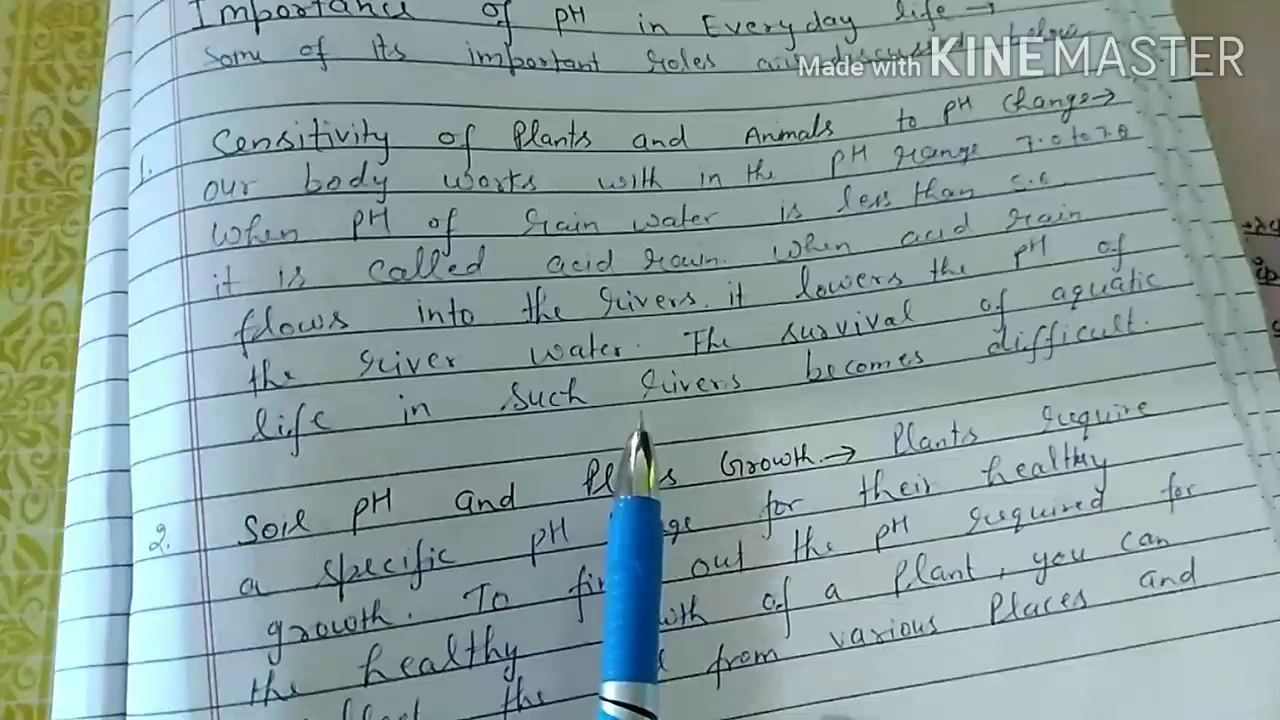 Importance of pH in Everyday life →
Some of its important roles
Made with KINEMASTER
1. Sensitivity of Plants and Animals to pH change →
our body works with in the pH range 7.0 to 7.8
When pH of rain water is less than 5.6
it is called acid rain. When acid rain
flows into the rivers. it lowers the pH of
the river water. The survival of aquatic
life in such rivers becomes difficult.
2. Soil pH and Growth. → Plants require
a specific pH for their healthy
growth. To out the pH required for
the healthy of a Plant, you can
the from various Places and